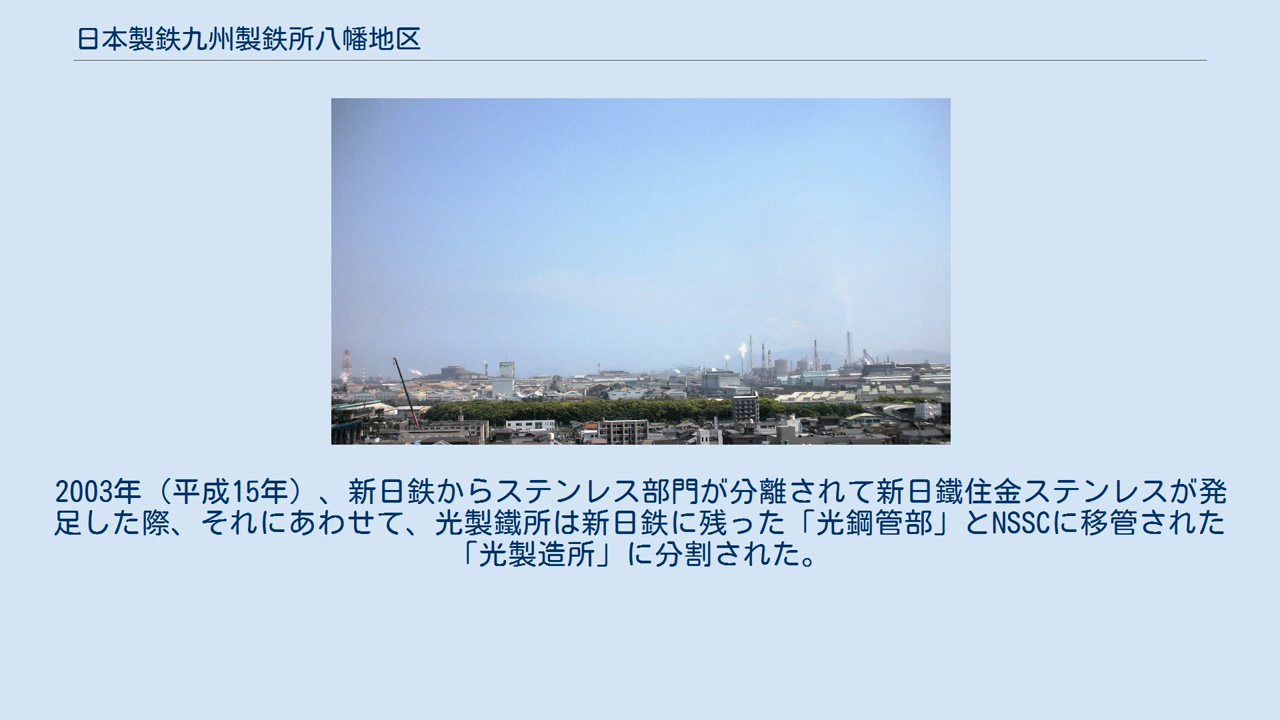 日本製鉄九州製鉄所八幡地区
2003年（平成15年）、新日鉄からステンレス部門が分離されて新日鐵住金ステンレスが発
足した際、それにあわせて、光製鐵所は新日鉄に残った「光鋼管部」とNSSCに移管された
「光製造所」に分割された。